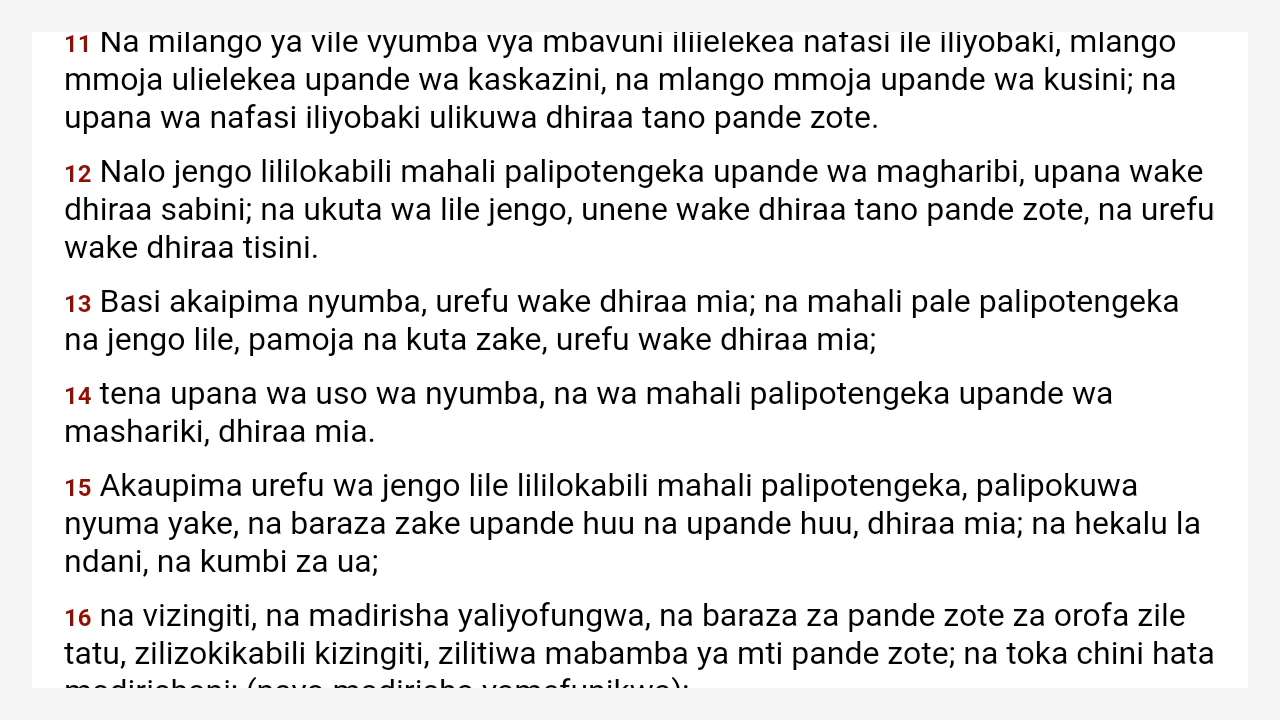 11 Na milango ya vile vyumba vya mbavuni iliielekea nafasi ile iliyobaki, mlango
mmoja ulielekea upande wa kaskazini, na mlango mmoja upande wa kusini; na
upana wa nafasi iliyobaki ulikuwa dhiraa tano pande zote.
12 Nalo jengo lililokabili mahali palipotengeka upande wa magharibi, upana wake
dhiraa sabini; na ukuta wa lile jengo, unene wake dhiraa tano pande zote, na urefu
wake dhiraa tisini.
13 Basi akaipima nyumba, urefu wake dhiraa mia; na mahali pale palipotengeka
na jengo lile, pamoja na kuta zake, urefu wake dhiraa mia;
14 tena upana wa uso wa nyumba, na wa mahali palipotengeka upande wa
mashariki, dhiraa mia.
15 Akaupima urefu wa jengo lile lililokabili mahali palipotengeka, palipokuwa
nyuma yake, na baraza zake upande huu na upande huu, dhiraa mia; na hekalu la
ndani, na kumbi za ua;
16 na vizingiti, na madirisha yaliyofungwa, na baraza za pande zote za orofa zile
tatu, zilizokikabili kizingiti, zilitiwa mabamba ya mti pande zote; na toka chini hata
madirishani; (nayo madirisha yamefunikwa);